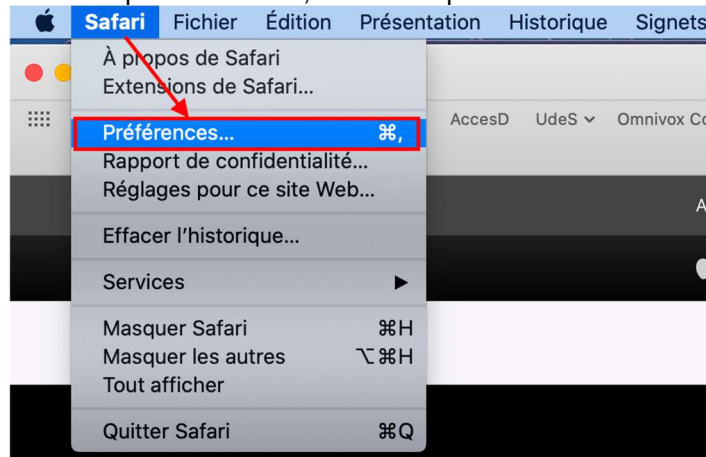 Safari Fichier Édition Présentation Historique Signets
À propos de Safari
Extensions de Safari...
AccesD UdeS Omnivox
Préférences... ⌘,
Rapport de confidentialité...
Réglages pour ce site Web...
Effacer l'historique...
Services
Masquer Safari ⌘H
Masquer les autres ⌥⌘H
Tout afficher
Quitter Safari ⌘Q